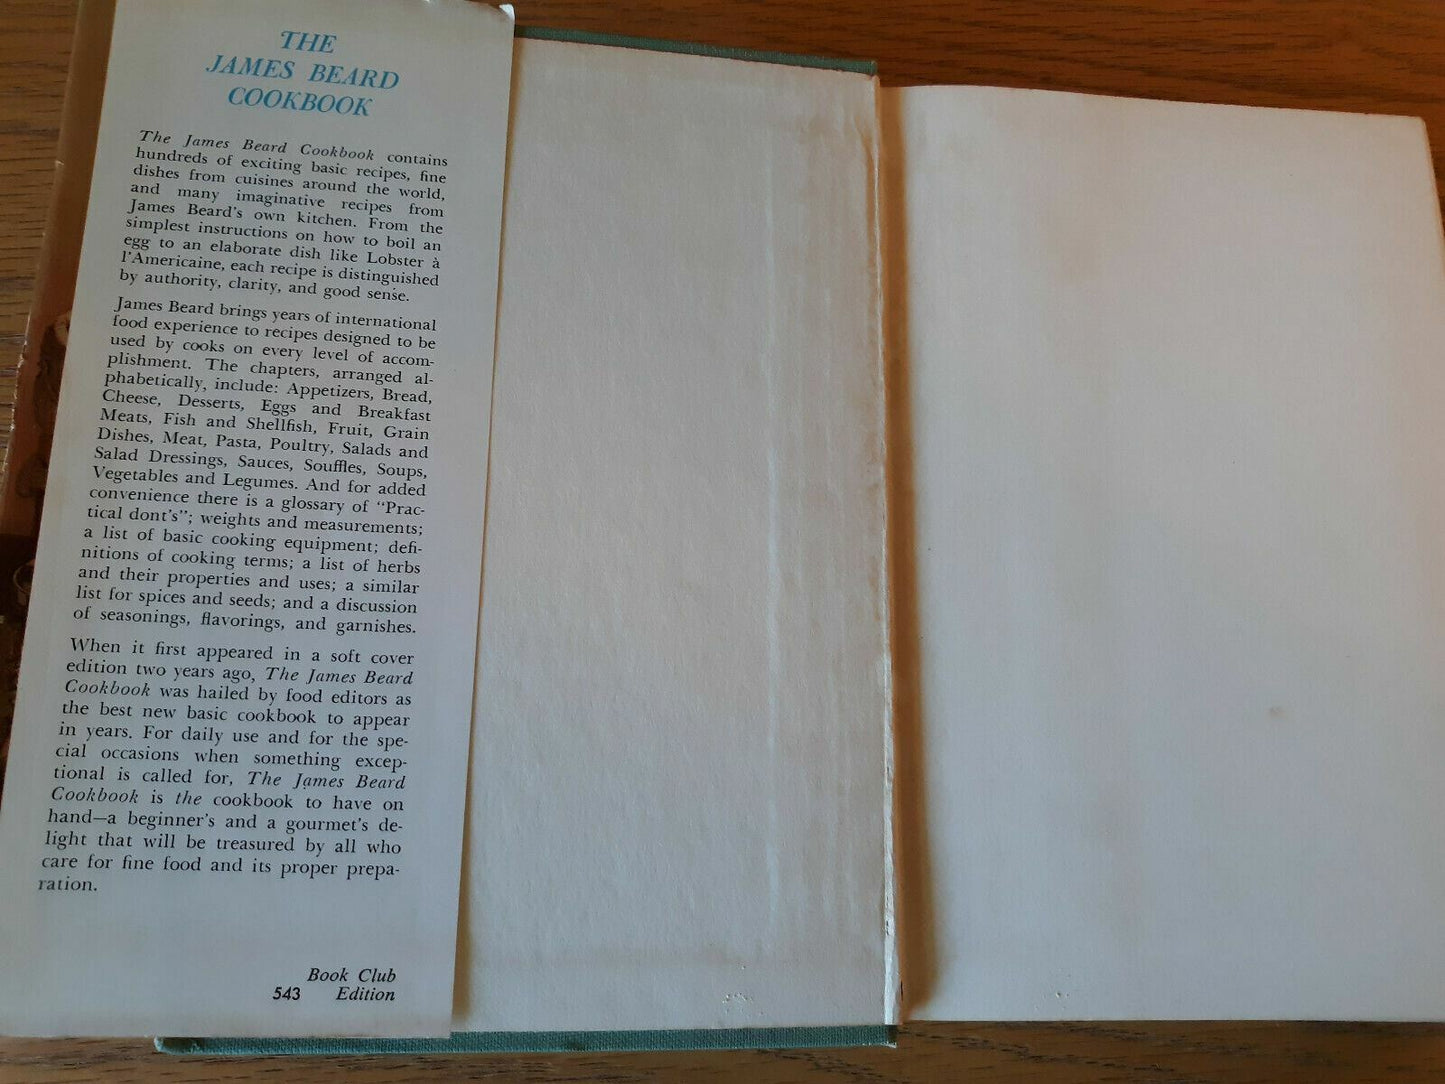 THE
JAMES BEARD
COOKBOOK
The James Beard Cookbook contains
hundreds of exciting basic recipes, fine
dishes from cuisines around the world,
and many imaginative recipes from
James Beard's own kitchen. From the
simplest instructions on how to boil an
egg to an elaborate dish like Lobster à
l'Americaine, each recipe is distinguished
by authority, clarity, and good sense.
James Beard brings years of international
food experience to recipes designed to be
used by cooks on every level of accom-
plishment. The chapters, arranged al-
phabetically, include: Appetizers, Bread,
Cheese, Desserts, Eggs and Breakfast
Meats, Fish and Shellfish, Fruit, Grain
Dishes, Meat, Pasta, Poultry, Salads and
Salad Dressings, Sauces, Souffles, Soups,
Vegetables and Legumes. And for added
convenience there is a glossary of "Prac-
tical dont's"; weights and measurements;
a list of basic cooking equipment; defi-
nitions of cooking terms; a list of herbs
and their properties and uses; a similar
list for spices and seeds; and a discussion
of seasonings, flavorings, and garnishes.
When it first appeared in a soft cover
edition two years ago, The James Beard
Cookbook was hailed by food editors as
the best new basic cookbook to appear
in years. For daily use and for the spe-
cial occasions when something excep-
tional is called for, The James Beard
Cookbook is the cookbook to have on
hand—a beginner's and a gourmet's de-
light that will be treasured by all who
care for fine food and its proper prepa-
ration.
Book Club
543 Edition